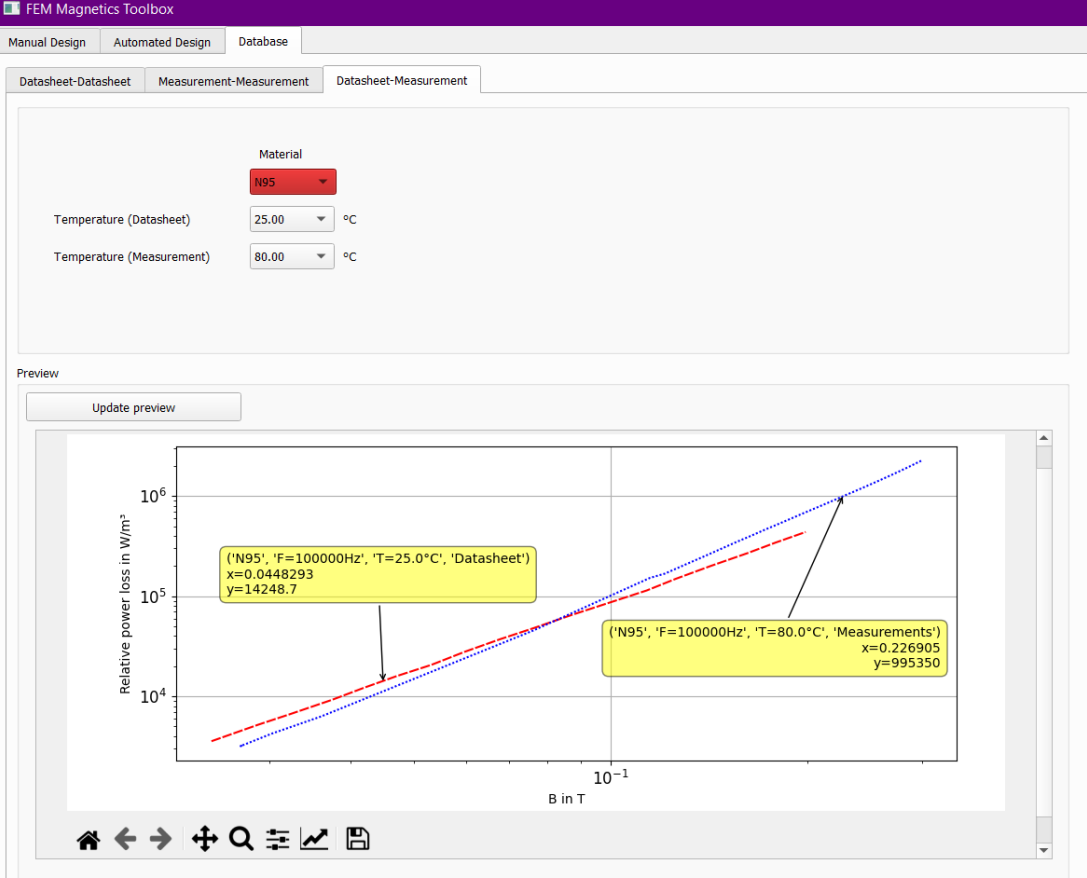 FEM Magnetics Toolbox
Manual Design Automated Design Database
Datasheet-Datasheet Measurement-Measurement Datasheet-Measurement
Material
N95
Temperature (Datasheet) 25.00 ºC
Temperature (Measurement) 80.00 ºC
Preview
Update preview
Relative power loss in W/m³
10⁶
10⁵
10⁴
('N95', 'F=100000Hz', 'T=25.0°C', 'Datasheet')
x=0.0448293
y=14248.7
('N95', 'F=100000Hz', 'T=80.0°C', 'Measurements')
x=0.226905
y=995350
10⁻¹
B in T